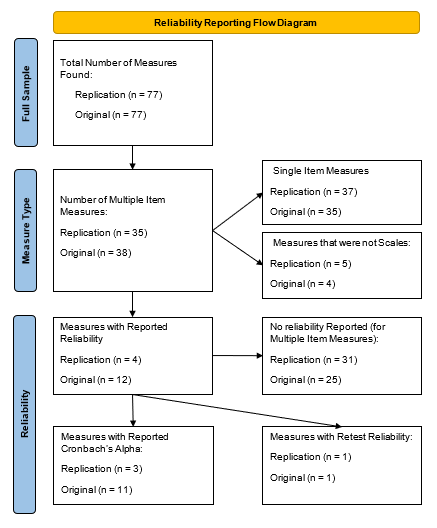 Reliability Reporting Flow Diagram
Full Sample
Total Number of Measures
Found:
Replication (n = 77)
Original (n = 77)
Measure Type
Number of Multiple Item
Measures:
Replication (n = 35)
Original (n = 38)
Single Item Measures
Replication (n = 37)
Original (n = 35)
Measures that were not Scales:
Replication (n = 5)
Original (n = 4)
Reliability
Measures with Reported
Reliability
Replication (n = 4)
Original (n = 12)
No reliability Reported (for
Multiple Item Measures):
Replication (n = 31)
Original (n = 25)
Measures with Reported
Cronbach's Alpha:
Replication (n = 3)
Original (n = 11)
Measures with Retest Reliability:
Replication (n = 1)
Original (n = 1)